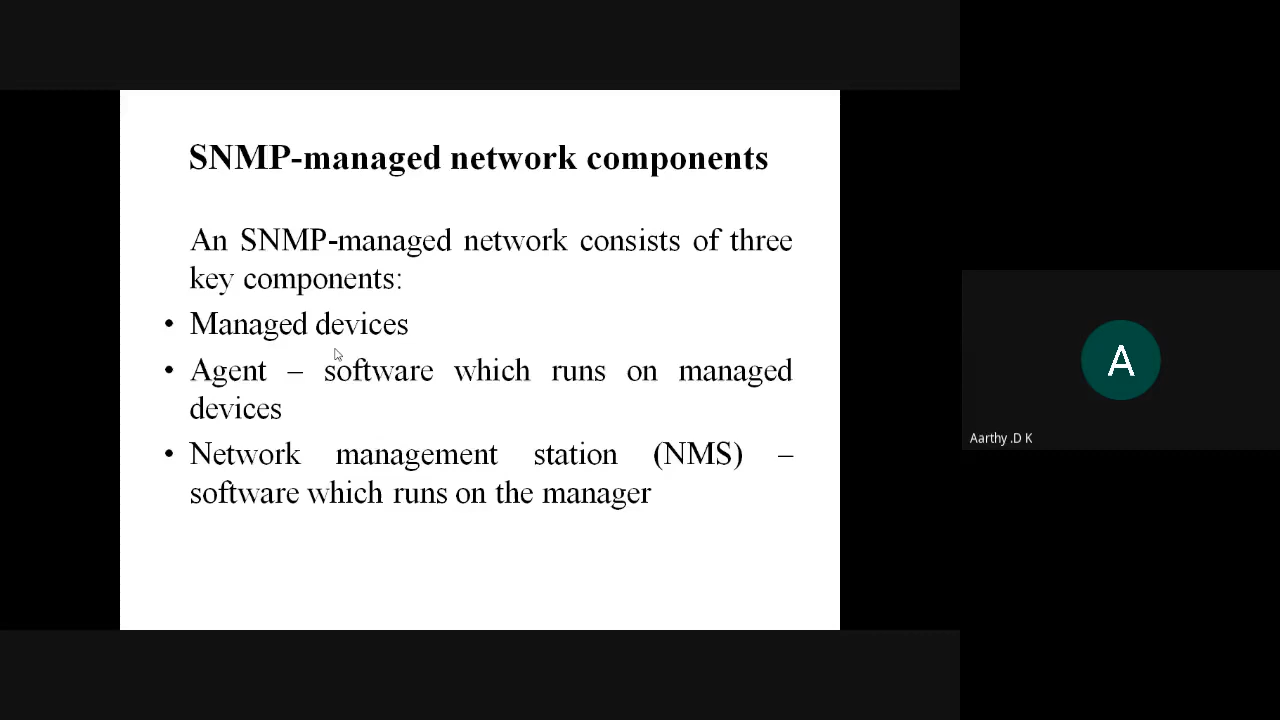 SNMP-managed network components
An SNMP-managed network consists of three
key components:
• Managed devices
• Agent – software which runs on managed
devices
• Network management station (NMS) –
software which runs on the manager
A
Aarthy .D K